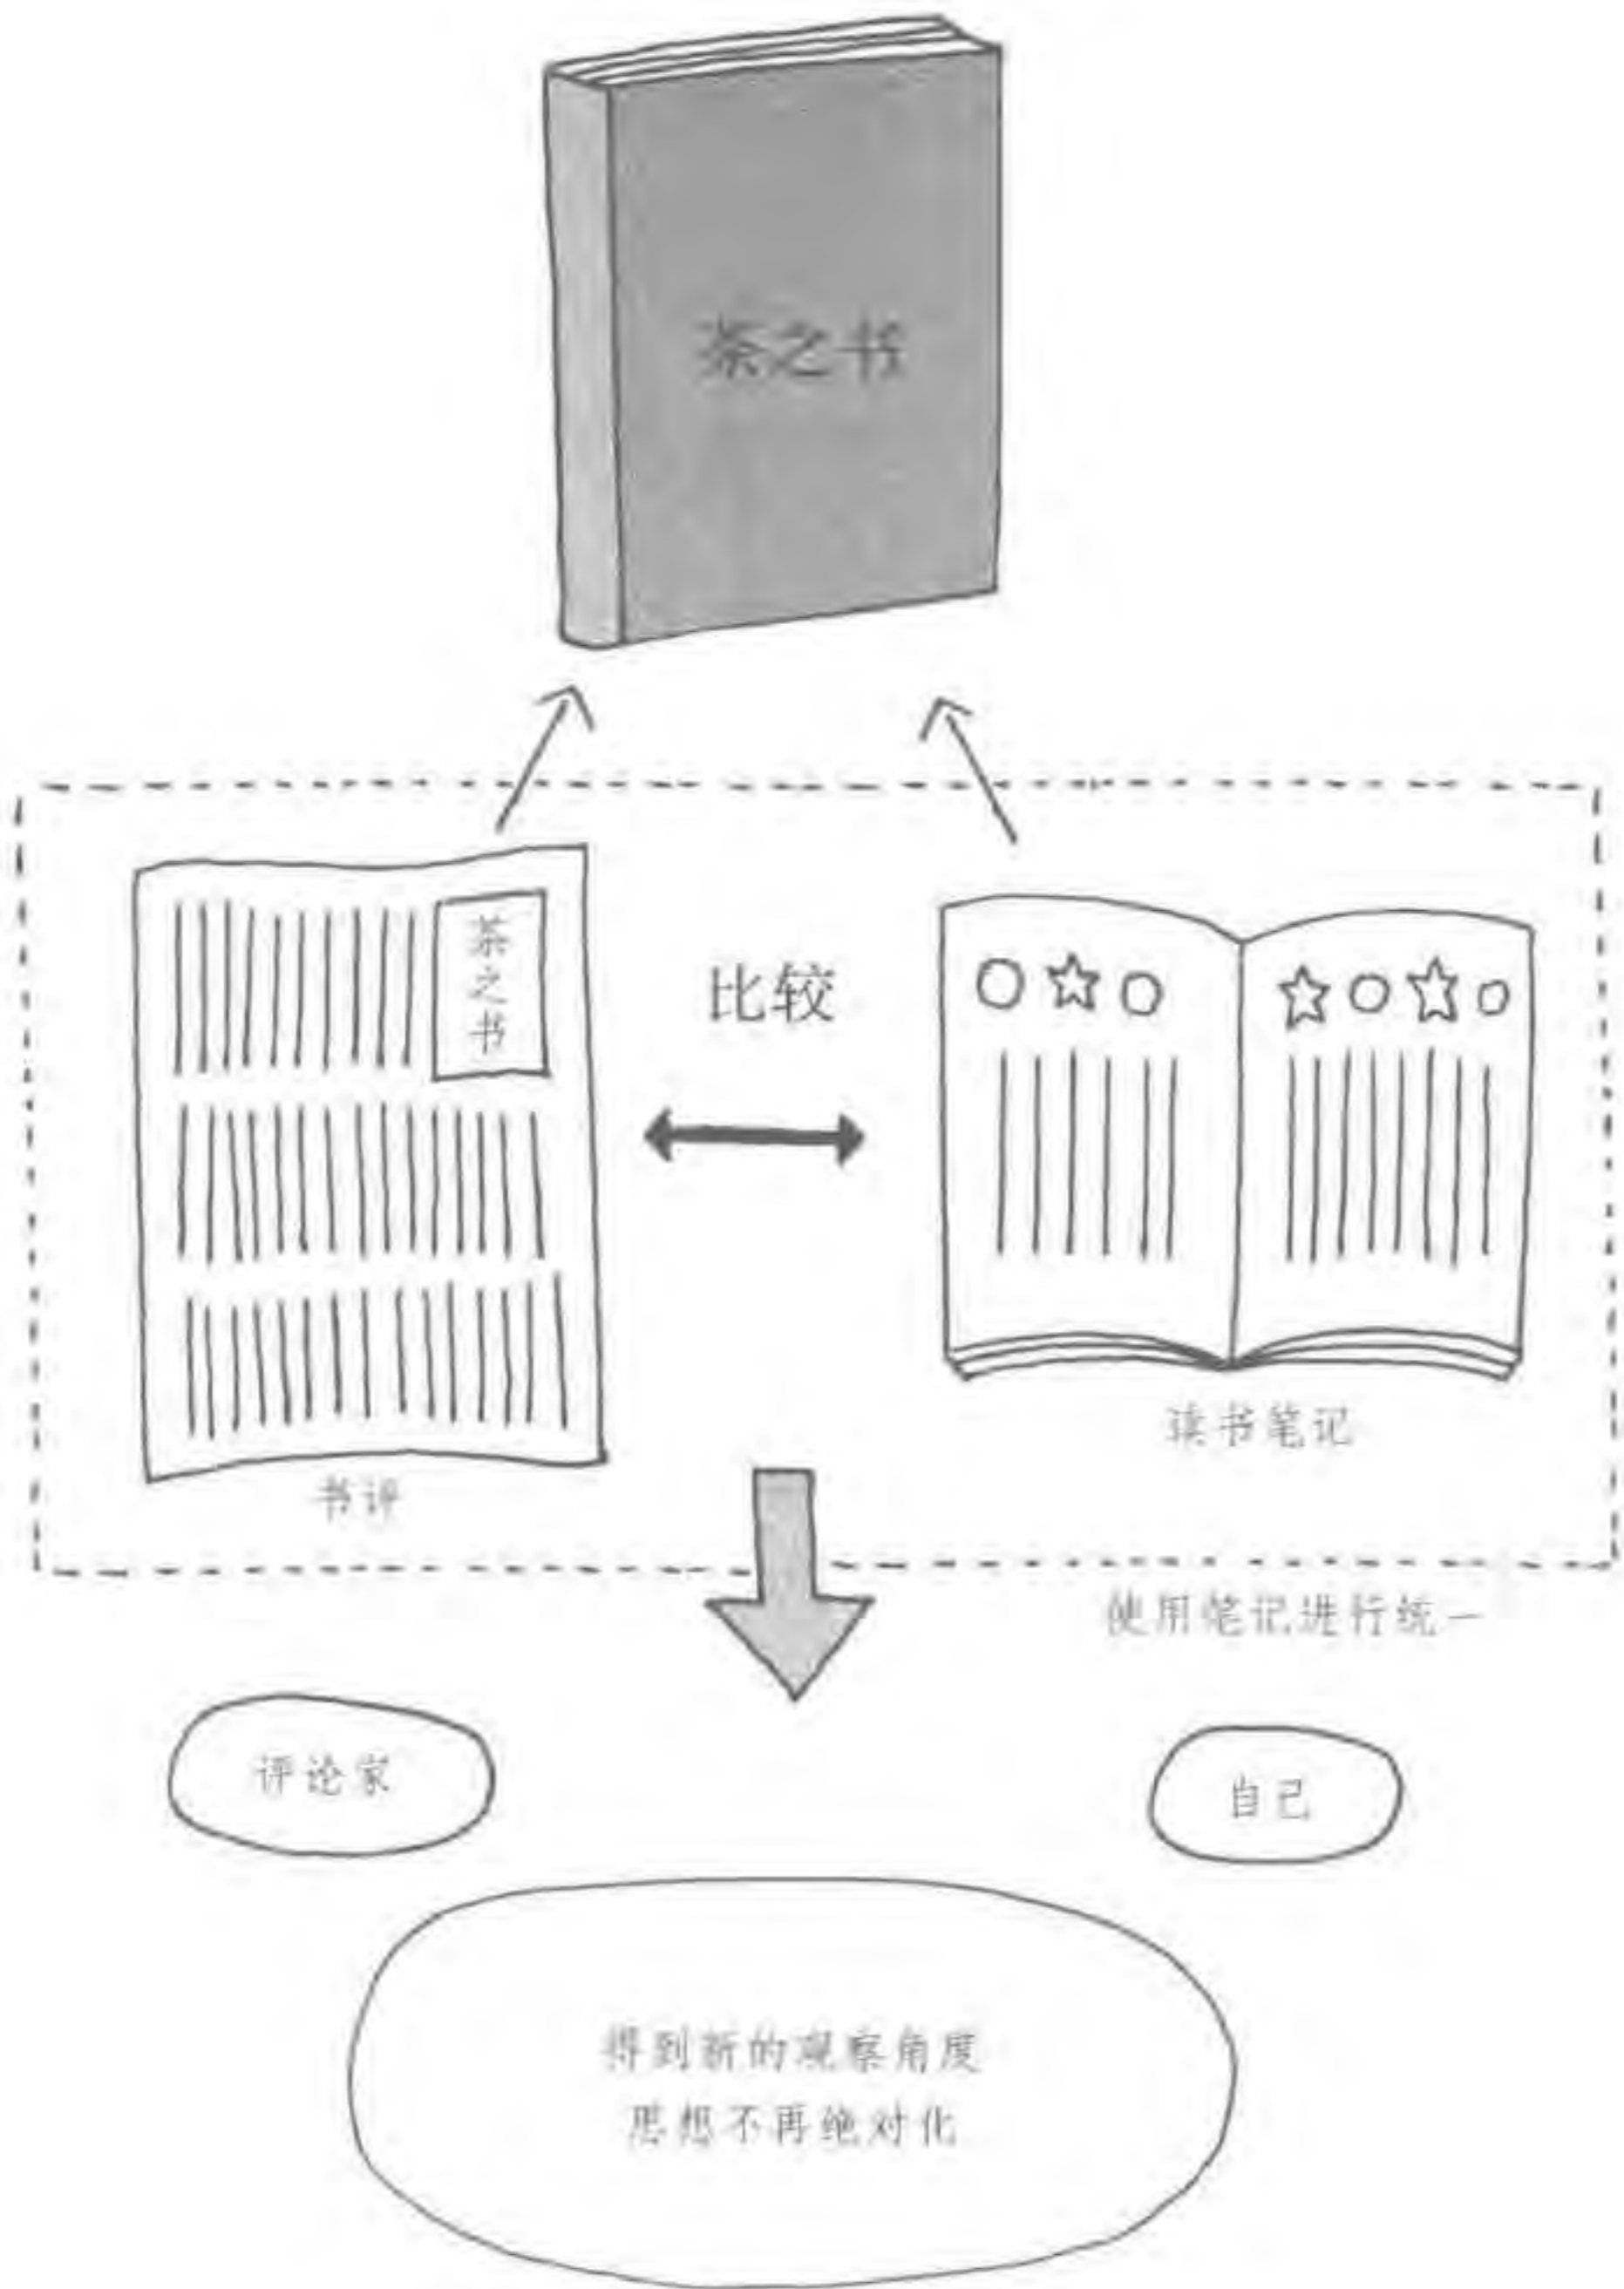 茶之书
茶之书
比较
读书笔记
书评
使用笔记进行统一
评论家
自己
得到新的观察角度
思想不再绝对化